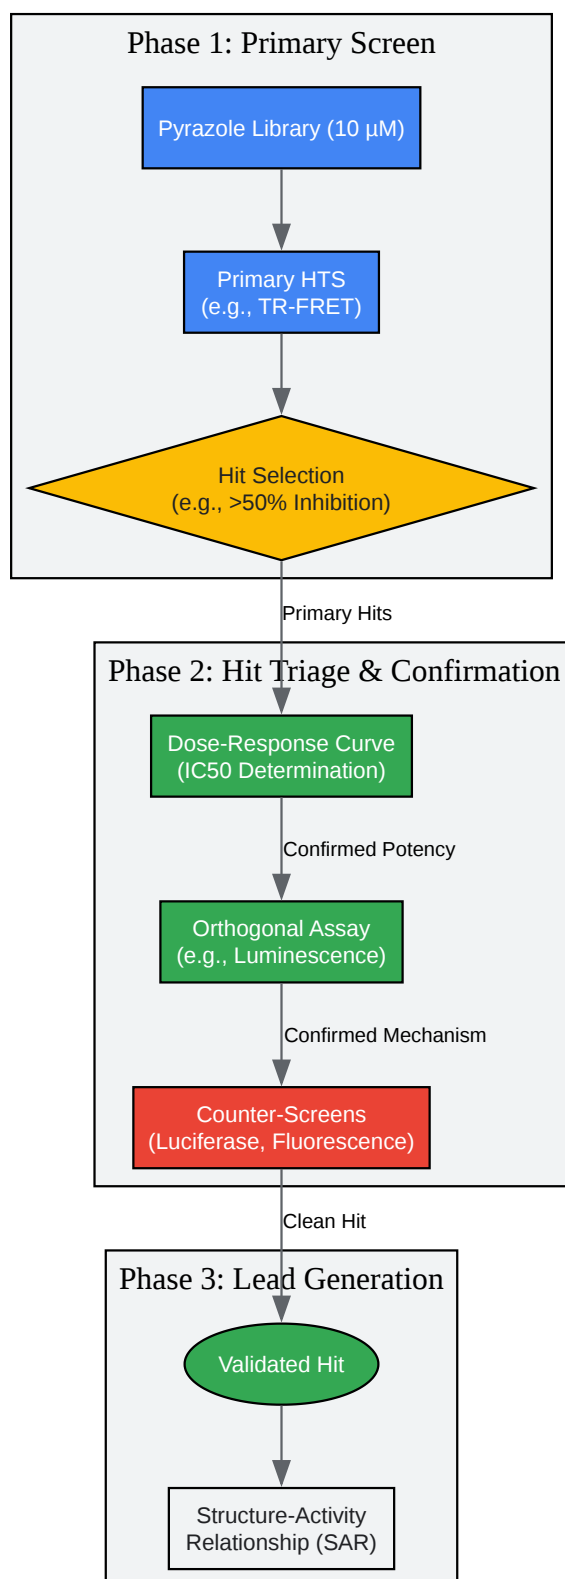 Phase 1: Primary Screen
Pyrazole Library (10 µM)
Primary HTS
(e.g., TR-FRET)
Hit Selection
(e.g., >50% Inhibition)
Primary Hits
Phase 2: Hit Triage & Confirmation
Dose-Response Curve
(IC50 Determination)
Confirmed Potency
Orthogonal Assay
(e.g., Luminescence)
Confirmed Mechanism
Counter-Screens
(Luciferase, Fluorescence)
Clean Hit
Phase 3: Lead Generation
Validated Hit
Structure-Activity
Relationship (SAR)